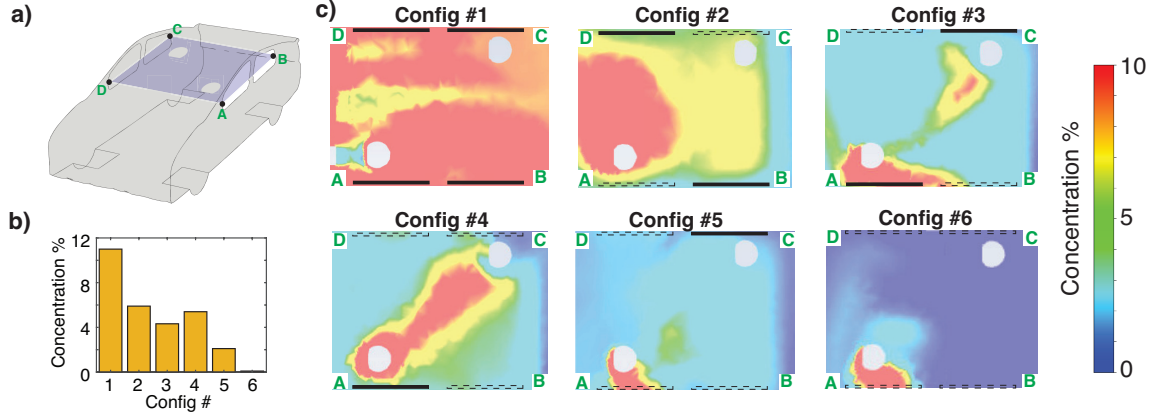 a)
C
B
D
A
b)
Concentration %
12
8
4
0
1 2 3 4 5 6
Config #
c)
Config #1
D C
A B
Config #2
D C
A B
Config #3
D C
A B
Config #4
D C
A B
Config #5
D C
A B
Config #6
D C
A B
Concentration %
10
5
0